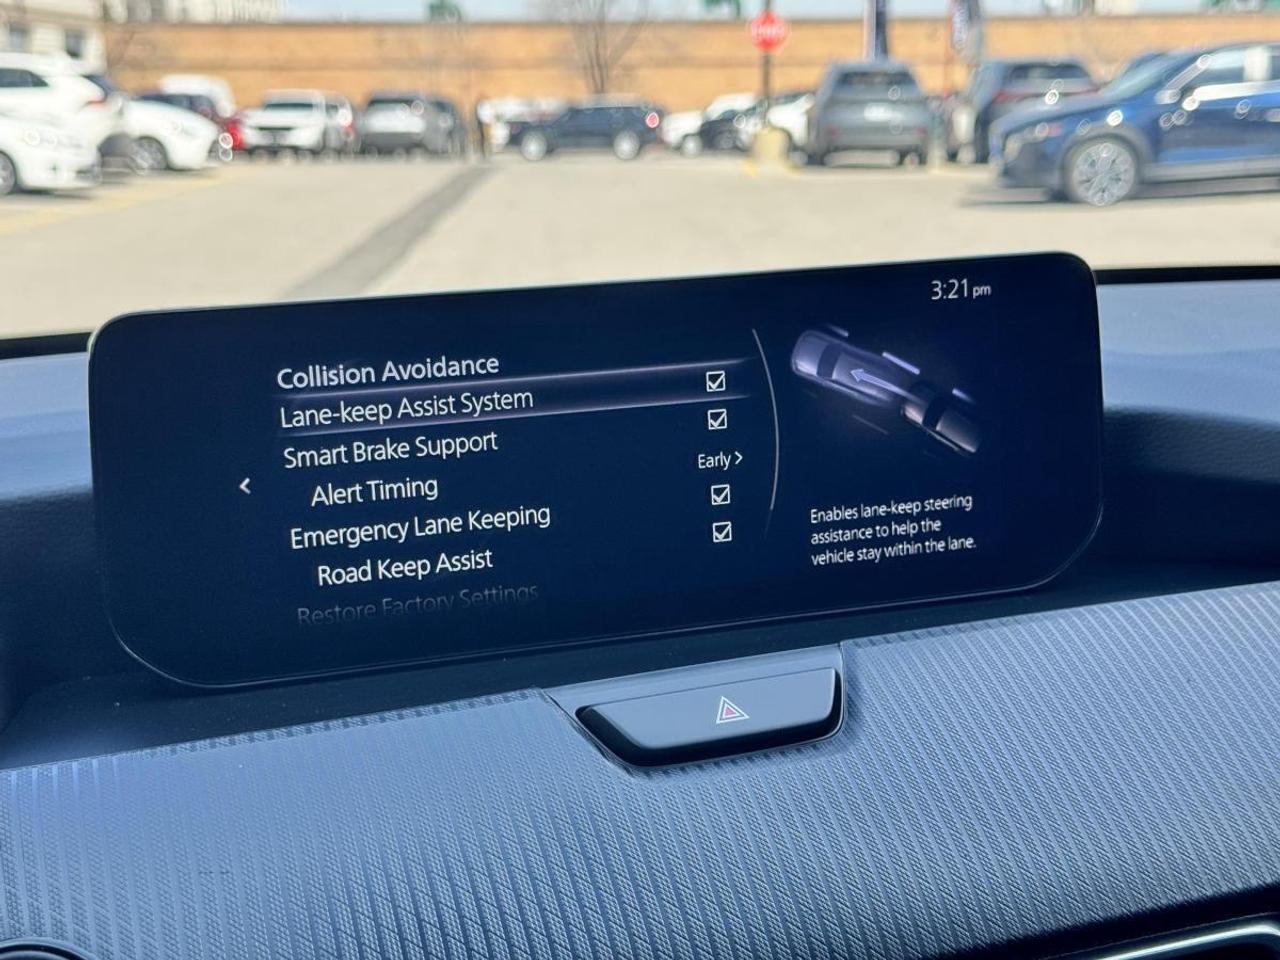 3:21 pm
Collision Avoidance
Lane-keep Assist System
Smart Brake Support
Alert Timing Early >
Emergency Lane Keeping
Road Keep Assist
Restore Factory Settings
Enables lane-keep steering
assistance to help the
vehicle stay within the lane.